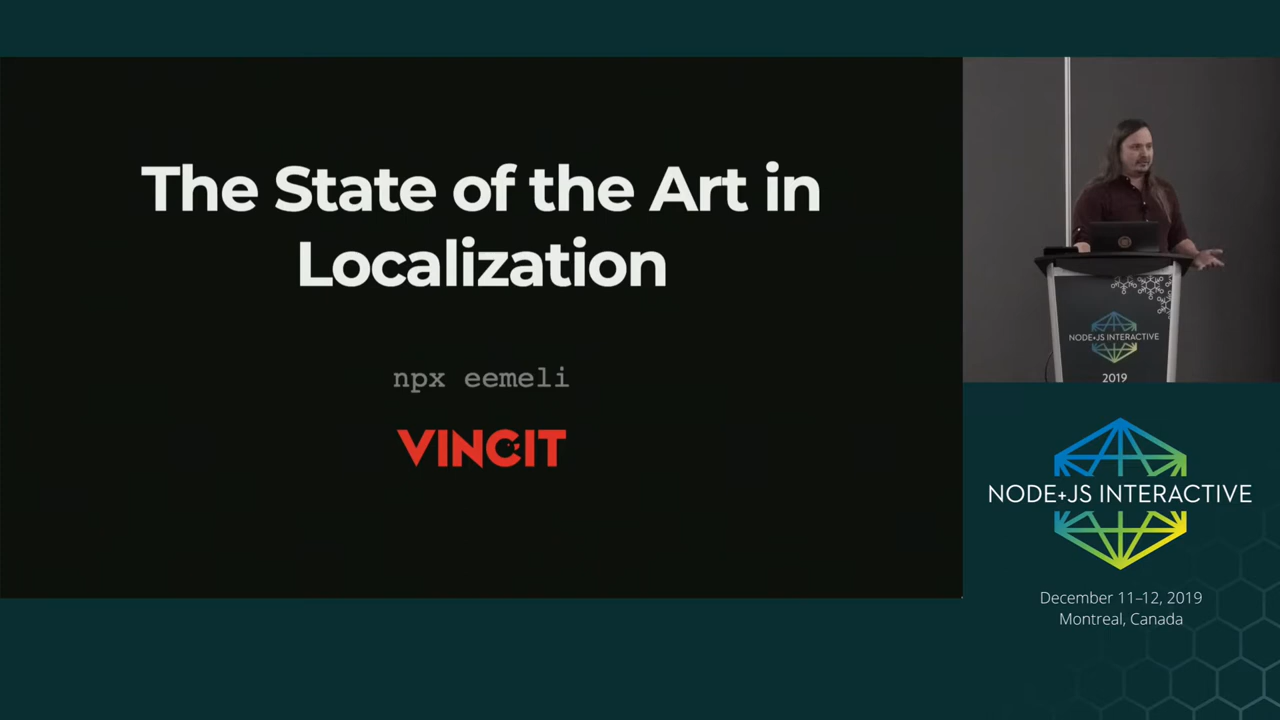 The State of the Art in
Localization
npx eemeli
VINCIT
NODE+JS INTERACTIVE
2019
NODE+JS INTERACTIVE
December 11–12, 2019
Montreal, Canada